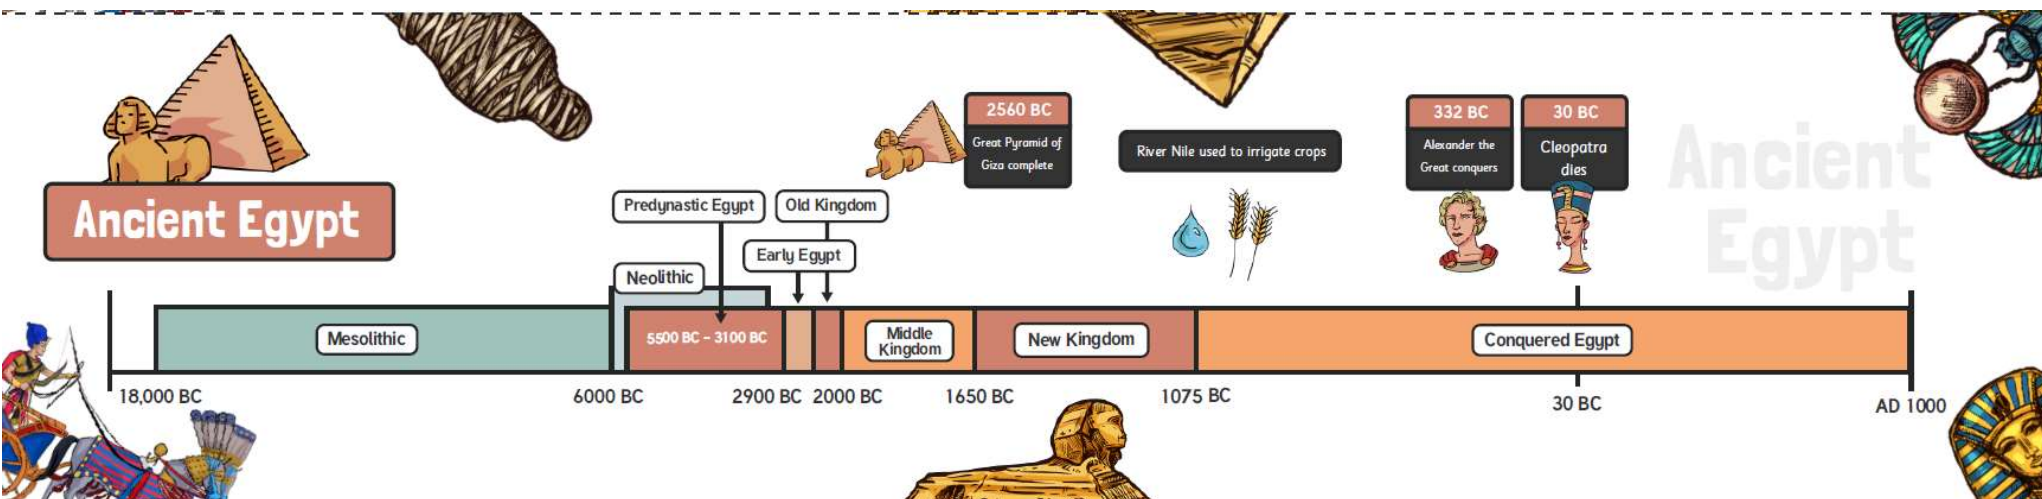 Ancient Egypt
2560 BC
Great Pyramid of
Giza complete
River Nile used to irrigate crops
332 BC
Alexander the
Great conquers
30 BC
Cleopatra
dies
Ancient
Egypt
Predynastic Egypt
Old Kingdom
Early Egypt
Neolithic
Mesolithic
5500 BC – 3100 BC
Middle
Kingdom
New Kingdom
Conquered Egypt
18,000 BC
6000 BC
2900 BC
2000 BC
1650 BC
1075 BC
30 BC
AD 1000